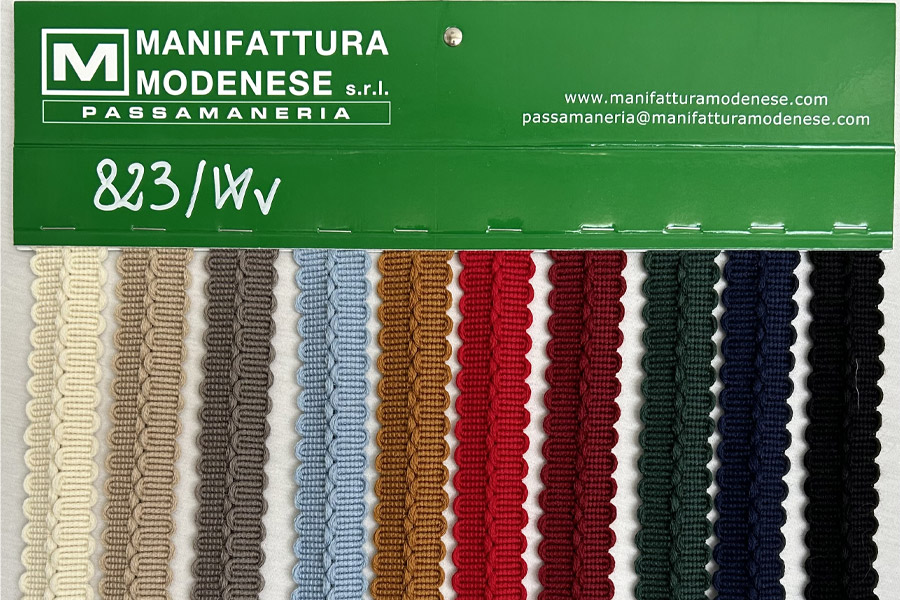 M
MANIFATTURA
MODENESE s.r.l.
PASSAMANERIA
www.manifatturamodenese.com
passamaneria@manifatturamodenese.com
823/WV